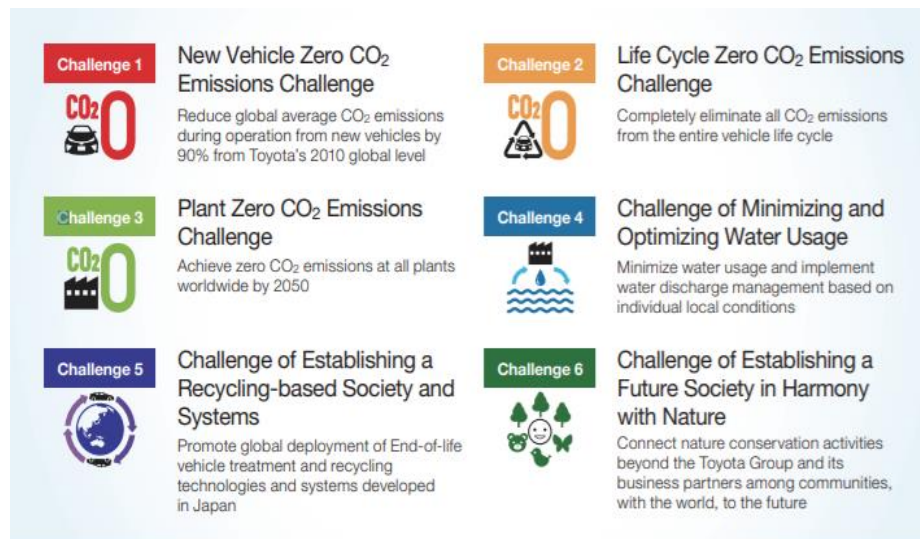 Challenge 1
New Vehicle Zero CO₂
Emissions Challenge
CO₂ 0
Reduce global average CO₂ emissions
during operation from new vehicles by
90% from Toyota's 2010 global level
Challenge 2
Life Cycle Zero CO₂ Emissions
Challenge
CO₂ 0
Completely eliminate all CO₂ emissions
from the entire vehicle life cycle
Challenge 3
Plant Zero CO₂ Emissions
Challenge
CO₂ 0
Achieve zero CO₂ emissions at all plants
worldwide by 2050
Challenge 4
Challenge of Minimizing and
Optimizing Water Usage
Minimize water usage and implement
water discharge management based on
individual local conditions
Challenge 5
Challenge of Establishing a
Recycling-based Society and
Systems
Promote global deployment of End-of-life
vehicle treatment and recycling
technologies and systems developed
in Japan
Challenge 6
Challenge of Establishing a
Future Society in Harmony
with Nature
Connect nature conservation activities
beyond the Toyota Group and its
business partners among communities,
with the world, to the future